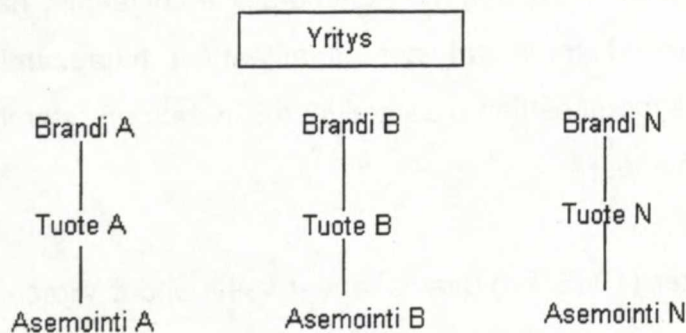 Yritys
Brandi A Brandi B Brandi N
Tuote A Tuote B Tuote N
Asemointi A Asemointi B Asemointi N